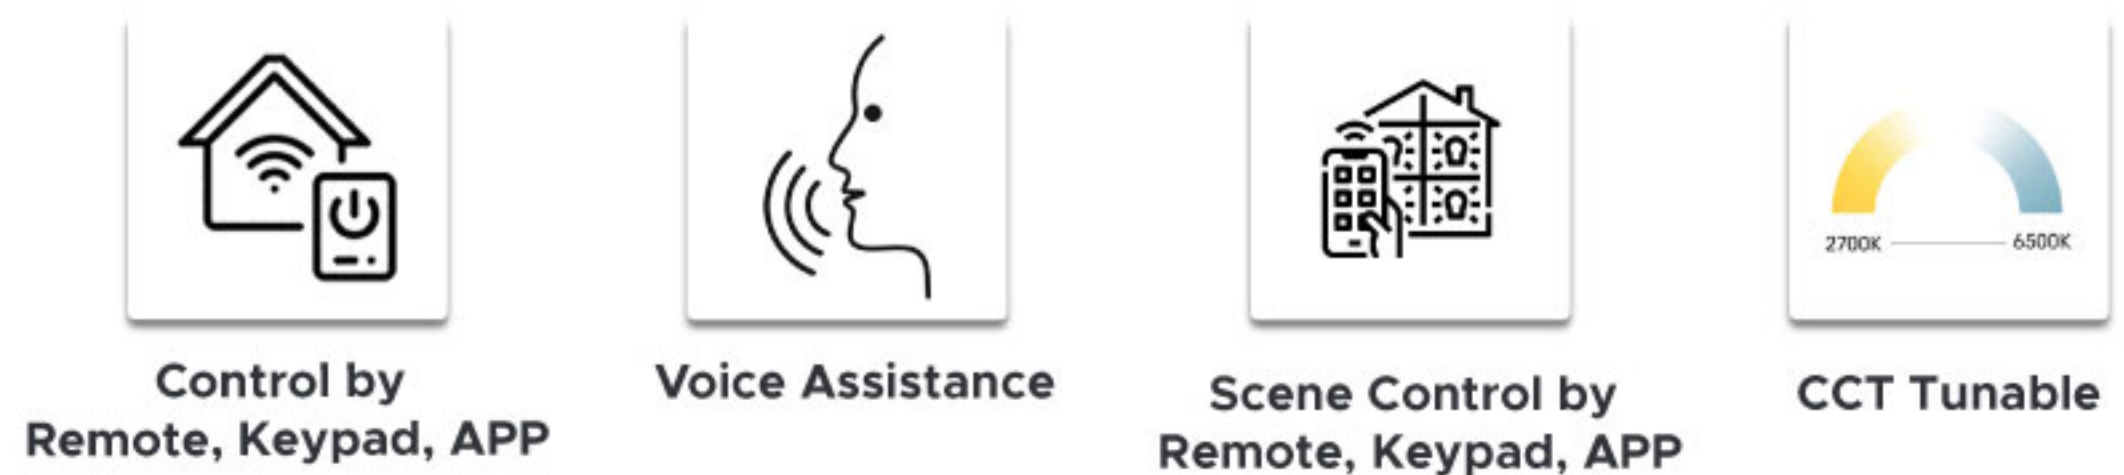 Control by
Remote, Keypad, APP
Voice Assistance
Scene Control by
Remote, Keypad, APP
2700K
6500K
CCT Tunable